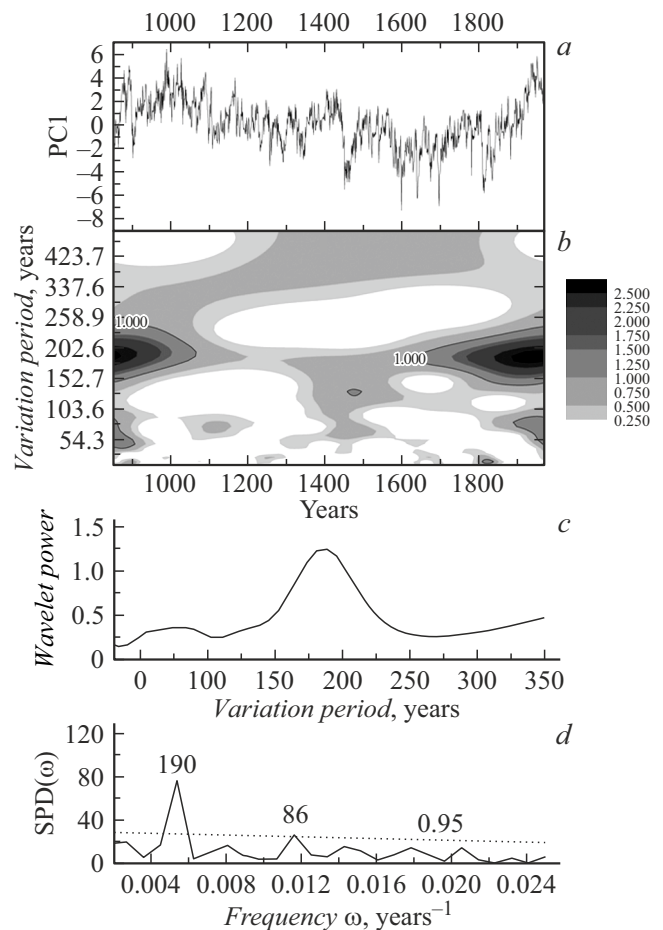 1000 1200 1400 1600 1800
a
6
4
2
0
−2
−4
−6
−8
PC1
b
423.7
337.6
258.9
202.6
152.7
103.6
54.3
Variation period, years
1.000
1.000
2.500
2.250
2.000
1.750
1.500
1.250
1.000
0.750
0.500
0.250
1000 1200 1400 1600 1800
Years
c
1.5
1.0
0.5
0
Wavelet power
0 100 150 200 250 300 350
Variation period, years
d
120
80
40
0
SPD(ω)
190
86
0.95
0.004 0.008 0.012 0.016 0.020 0.024
Frequency ω, years⁻¹